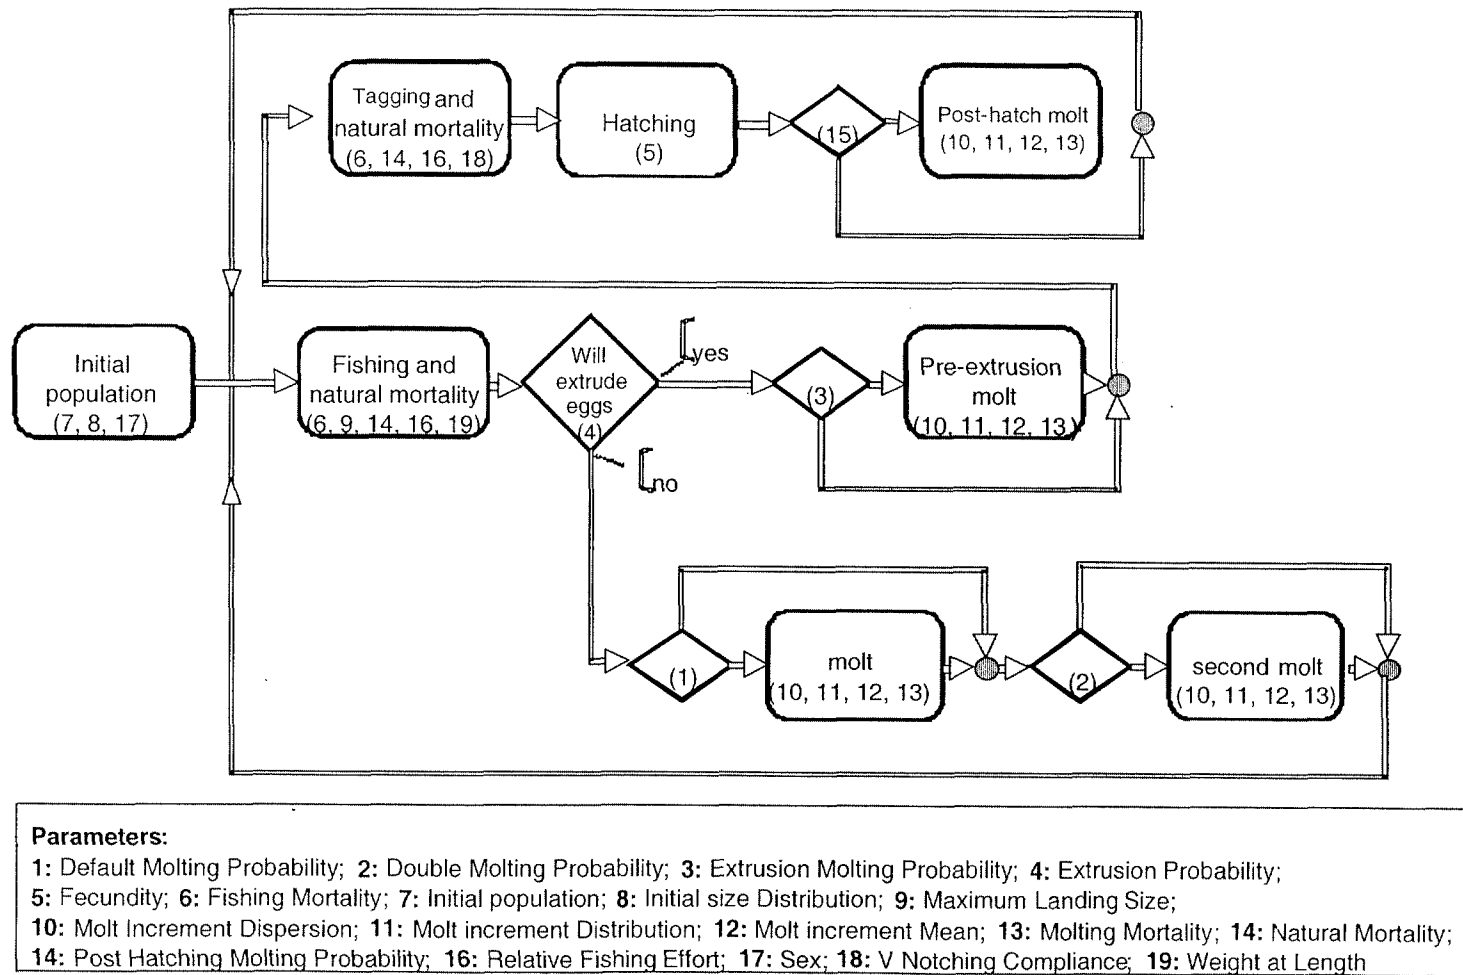 Tagging and
natural mortality
(6, 14, 16, 18)
Hatching
(5)
(15)
Post-hatch molt
(10, 11, 12, 13)
Initial
population
(7, 8, 17)
Fishing and
natural mortality
(6, 9, 14, 16, 19)
Will
extrude
eggs
(4)
yes
no
(3)
Pre-extrusion
molt
(10, 11, 12, 13)
(1)
molt
(10, 11, 12, 13)
(2)
second molt
(10, 11, 12, 13)
Parameters:
1: Default Molting Probability; 2: Double Molting Probability; 3: Extrusion Molting Probability; 4: Extrusion Probability;
5: Fecundity; 6: Fishing Mortality; 7: Initial population; 8: Initial size Distribution; 9: Maximum Landing Size;
10: Molt Increment Dispersion; 11: Molt increment Distribution; 12: Molt increment Mean; 13: Molting Mortality; 14: Natural Mortality;
14: Post Hatching Molting Probability; 16: Relative Fishing Effort; 17: Sex; 18: V Notching Compliance; 19: Weight at Length